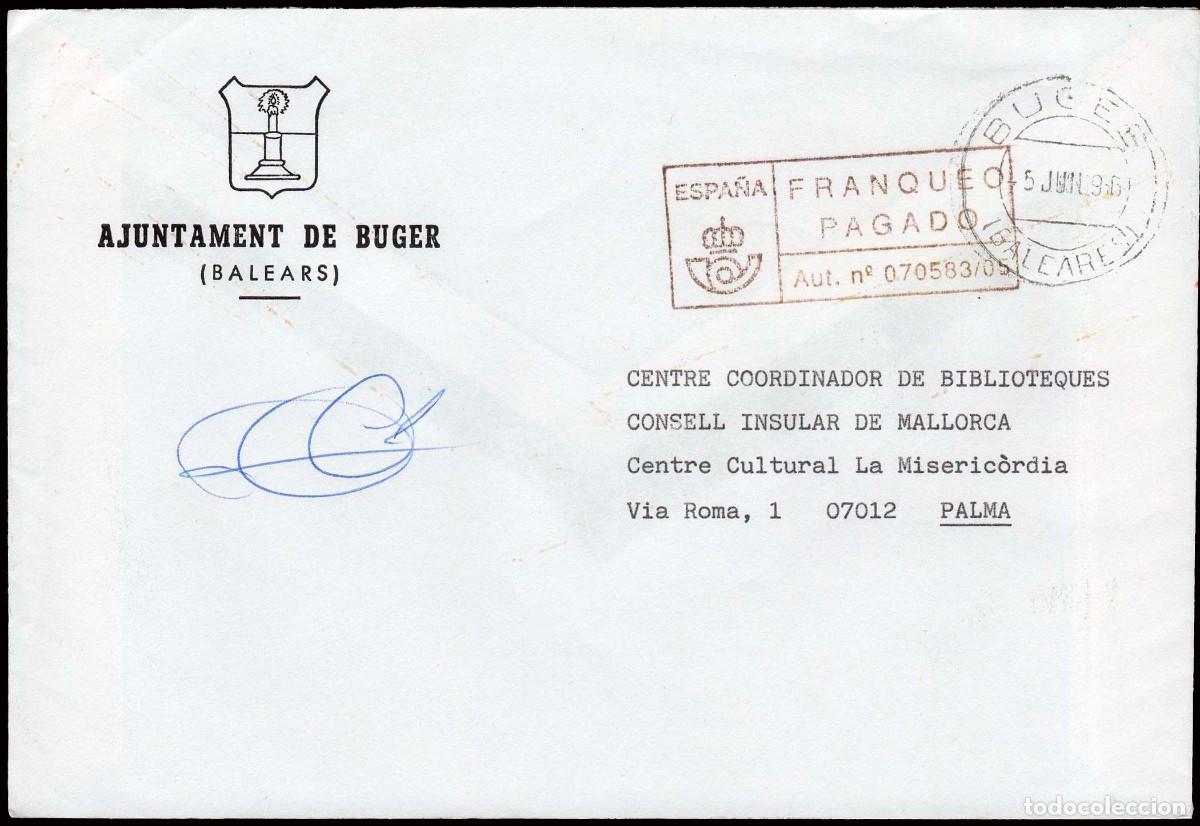 AJUNTAMENT DE BUGER
(BALEARS)
ESPAÑA
FRANQUEO
PAGADO
Aut. nº 070583/05
BUGER
-5 JUN. 96
(BALEARES)
CENTRE COORDINADOR DE BIBLIOTEQUES
CONSELL INSULAR DE MALLORCA
Centre Cultural La Misericòrdia
Via Roma, 1 07012 PALMA
todocoleccion